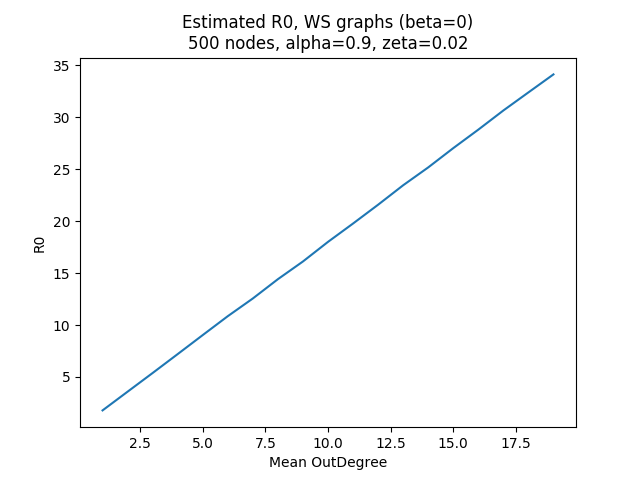 Estimated R0, WS graphs (beta=0)
500 nodes, alpha=0.9, zeta=0.02
35
30
25
20
15
10
5
R0
2.5 5.0 7.5 10.0 12.5 15.0 17.5
Mean OutDegree